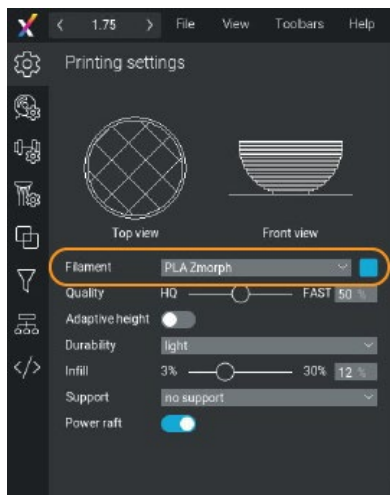 < 1.75 > File View Toolbars Help
Printing settings
Top view Front view
Filament PLA Zmorph
Quality HQ FAST 50 %
Adaptive height
Durability light
Infill 3% 30% 12 %
Support no support
Power raft